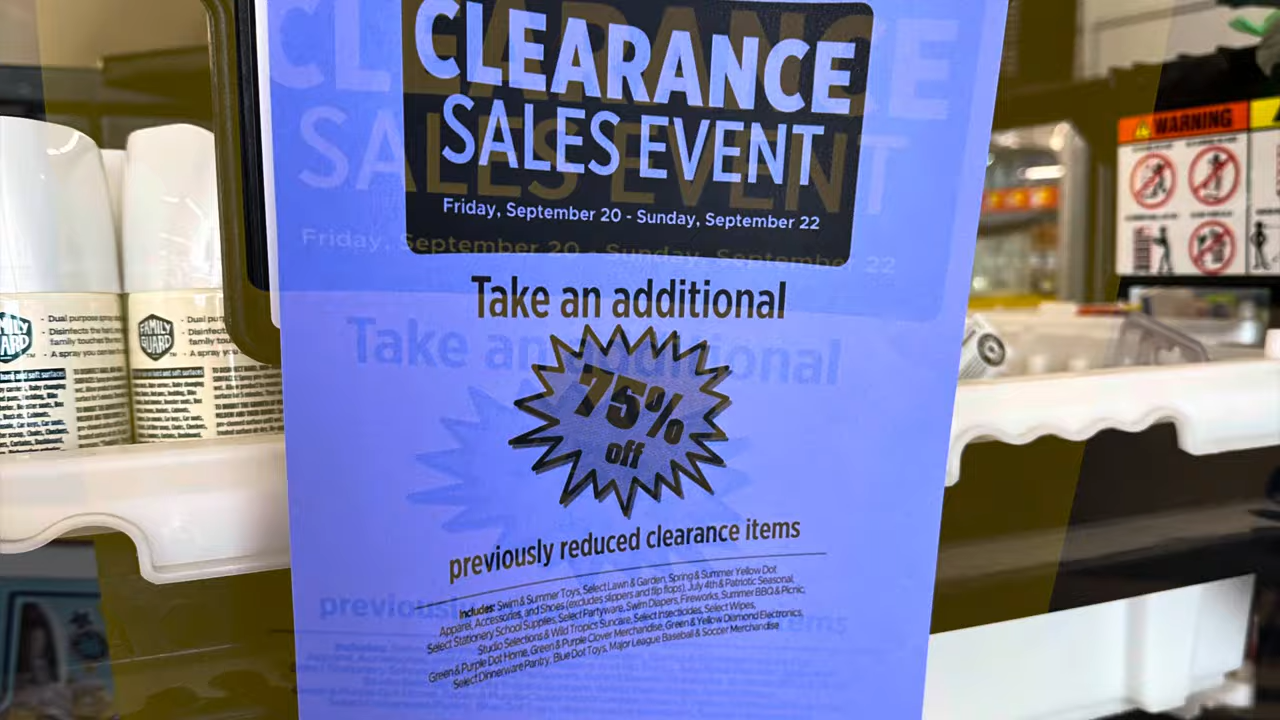 CLEARANCE
SALES EVENT
Friday, September 20 - Sunday, September 22
Take an additional
75%
off
previously reduced clearance items
Includes: Swim & Summer Toys, Select Lawn & Garden, Spring & Summer Yellow Dot
Apparel, Accessories, and Shoes (excludes slippers and flip flops), July 4th & Patriotic Seasonal,
Select Stationery School Supplies, Select Partyware, Swim Diapers, Fireworks, Summer BBQ & Picnic,
Studio Selections & Wild Tropics Suncare, Select Insecticides, Select Wipes,
Green & Purple Dot Home, Green & Purple Clover Merchandise, Green & Yellow Diamond Electronics,
Select Dinnerware Pantry, Blue Dot Toys, Major League Baseball & Soccer Merchandise
FAMILY
GUARD
- Dual purpose
- Disinfects the
family
- A spray you
WARNING